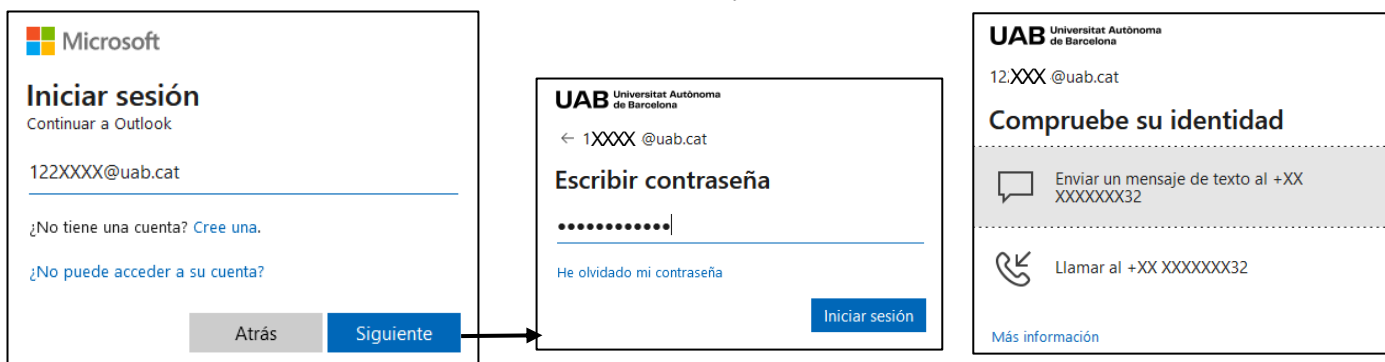 Microsoft
Iniciar sesión
Continuar a Outlook
122XXXX@uab.cat
¿No tiene una cuenta? Cree una.
¿No puede acceder a su cuenta?
Atrás
Siguiente
UAB Universitat Autònoma
de Barcelona
← 1XXXX @uab.cat
Escribir contraseña
••••••••••••
He olvidado mi contraseña
Iniciar sesión
UAB Universitat Autònoma
de Barcelona
12.XXX @uab.cat
Compruebe su identidad
Enviar un mensaje de texto al +XX
XXXXXXX32
Llamar al +XX XXXXXXX32
Más información